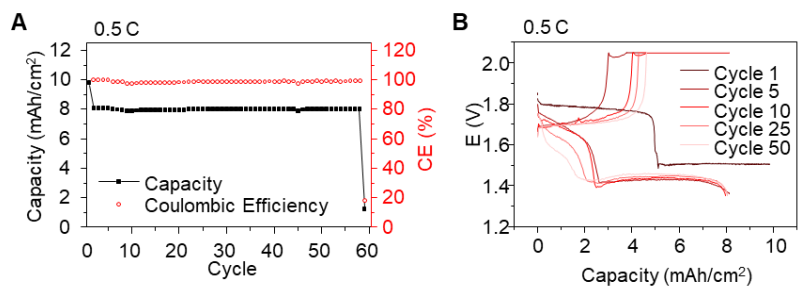 A
0.5 C
12
10
8
6
4
2
0
120
100
80
60
40
20
0
0 10 20 30 40 50 60
Capacity (mAh/cm²)
CE (%)
Capacity
Coulombic Efficiency
Cycle
B
0.5 C
2.0
1.8
1.6
1.4
1.2
E (V)
Cycle 1
Cycle 5
Cycle 10
Cycle 25
Cycle 50
0 2 4 6 8 10
Capacity (mAh/cm²)